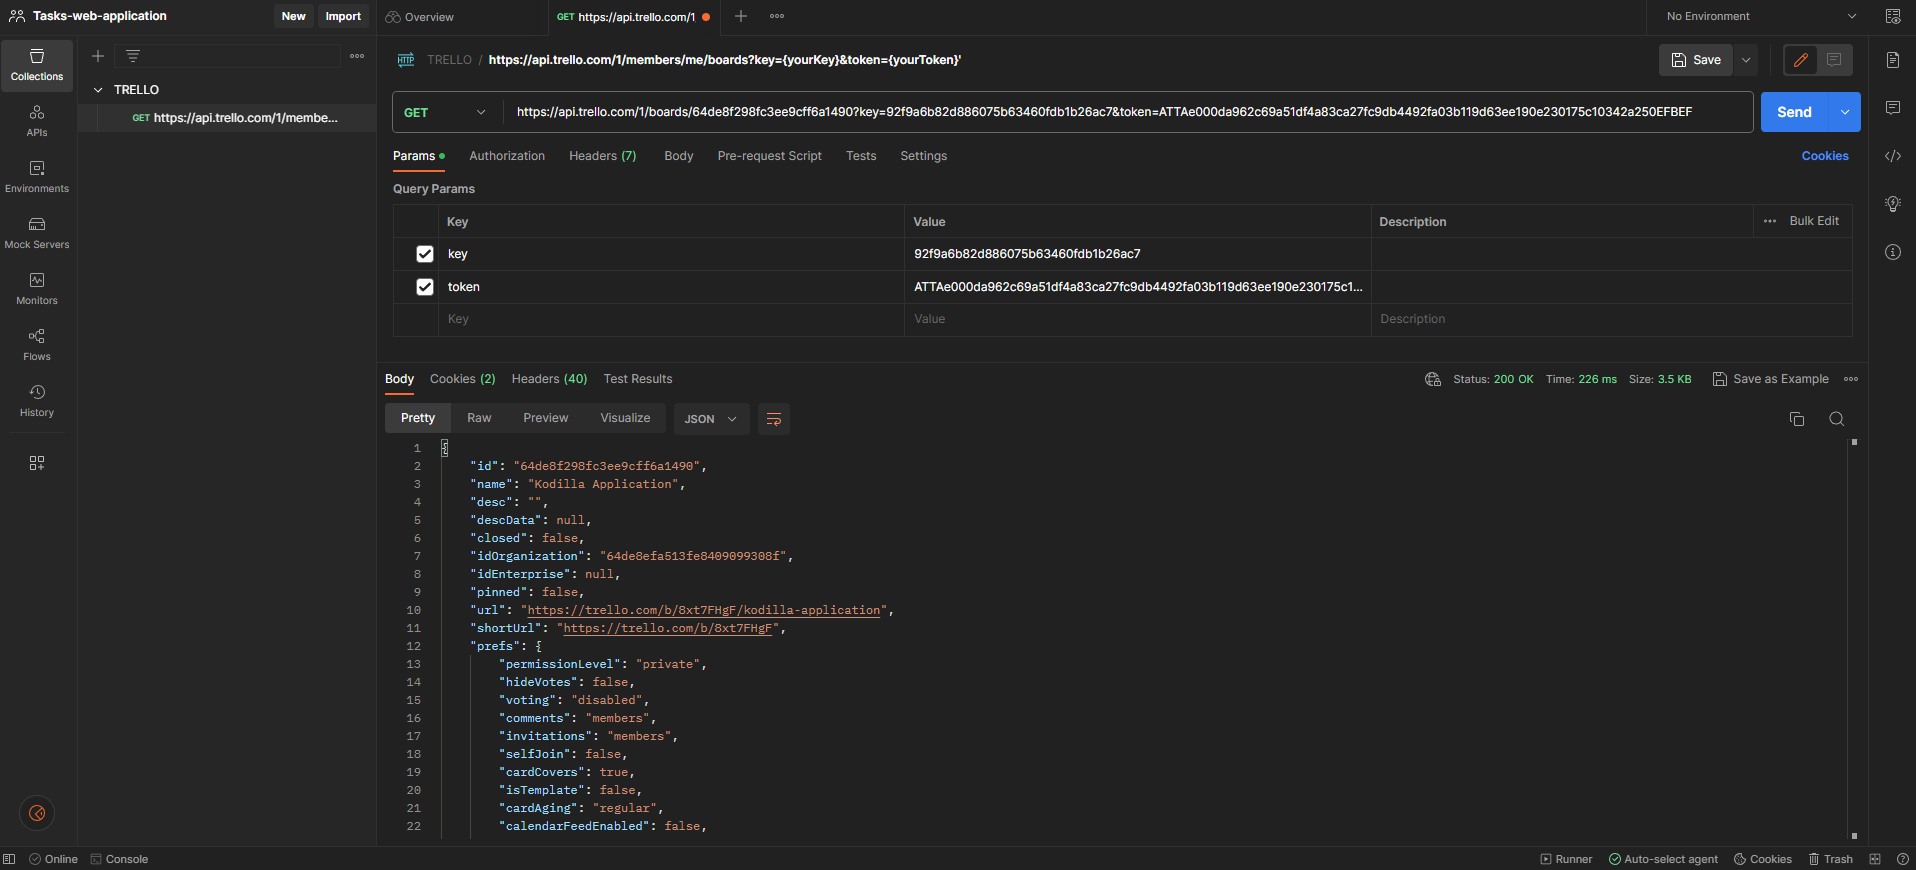 Tasks-web-application New Import Overview GET https://api.trello.com/1 No Environment
Collections
APIs
Environments
Mock Servers
Monitors
Flows
History
TRELLO
GET https://api.trello.com/1/membe...
HTTP TRELLO / https://api.trello.com/1/members/me/boards?key={yourKey}&token={yourToken}' Save
GET https://api.trello.com/1/boards/64de8f298fc3ee9cff6a1490?key=92f9a6b82d886075b63460fdb1b26ac7&token=ATTAe000da962c69a51df4a83ca27fc9db4492fa03b119d63ee190e230175c10342a250EFBEF Send
Params Authorization Headers (7) Body Pre-request Script Tests Settings Cookies
Query Params
Key Value Description Bulk Edit
key 92f9a6b82d886075b63460fdb1b26ac7
token ATTAe000da962c69a51df4a83ca27fc9db4492fa03b119d63ee190e230175c1...
Key Value Description
Body Cookies (2) Headers (40) Test Results Status: 200 OK Time: 226 ms Size: 3.5 KB Save as Example
Pretty Raw Preview Visualize JSON
1 {
2 "id": "64de8f298fc3ee9cff6a1490",
3 "name": "Kodilla Application",
4 "desc": "",
5 "descData": null,
6 "closed": false,
7 "idOrganization": "64de8efa513fe8409099308f",
8 "idEnterprise": null,
9 "pinned": false,
10 "url": "https://trello.com/b/8xt7FHgF/kodilla-application",
11 "shortUrl": "https://trello.com/b/8xt7FHgF",
12 "prefs": {
13 "permissionLevel": "private",
14 "hideVotes": false,
15 "voting": "disabled",
16 "comments": "members",
17 "invitations": "members",
18 "selfJoin": false,
19 "cardCovers": true,
20 "isTemplate": false,
21 "cardAging": "regular",
22 "calendarFeedEnabled": false,
Online Console Runner Auto-select agent Cookies Trash